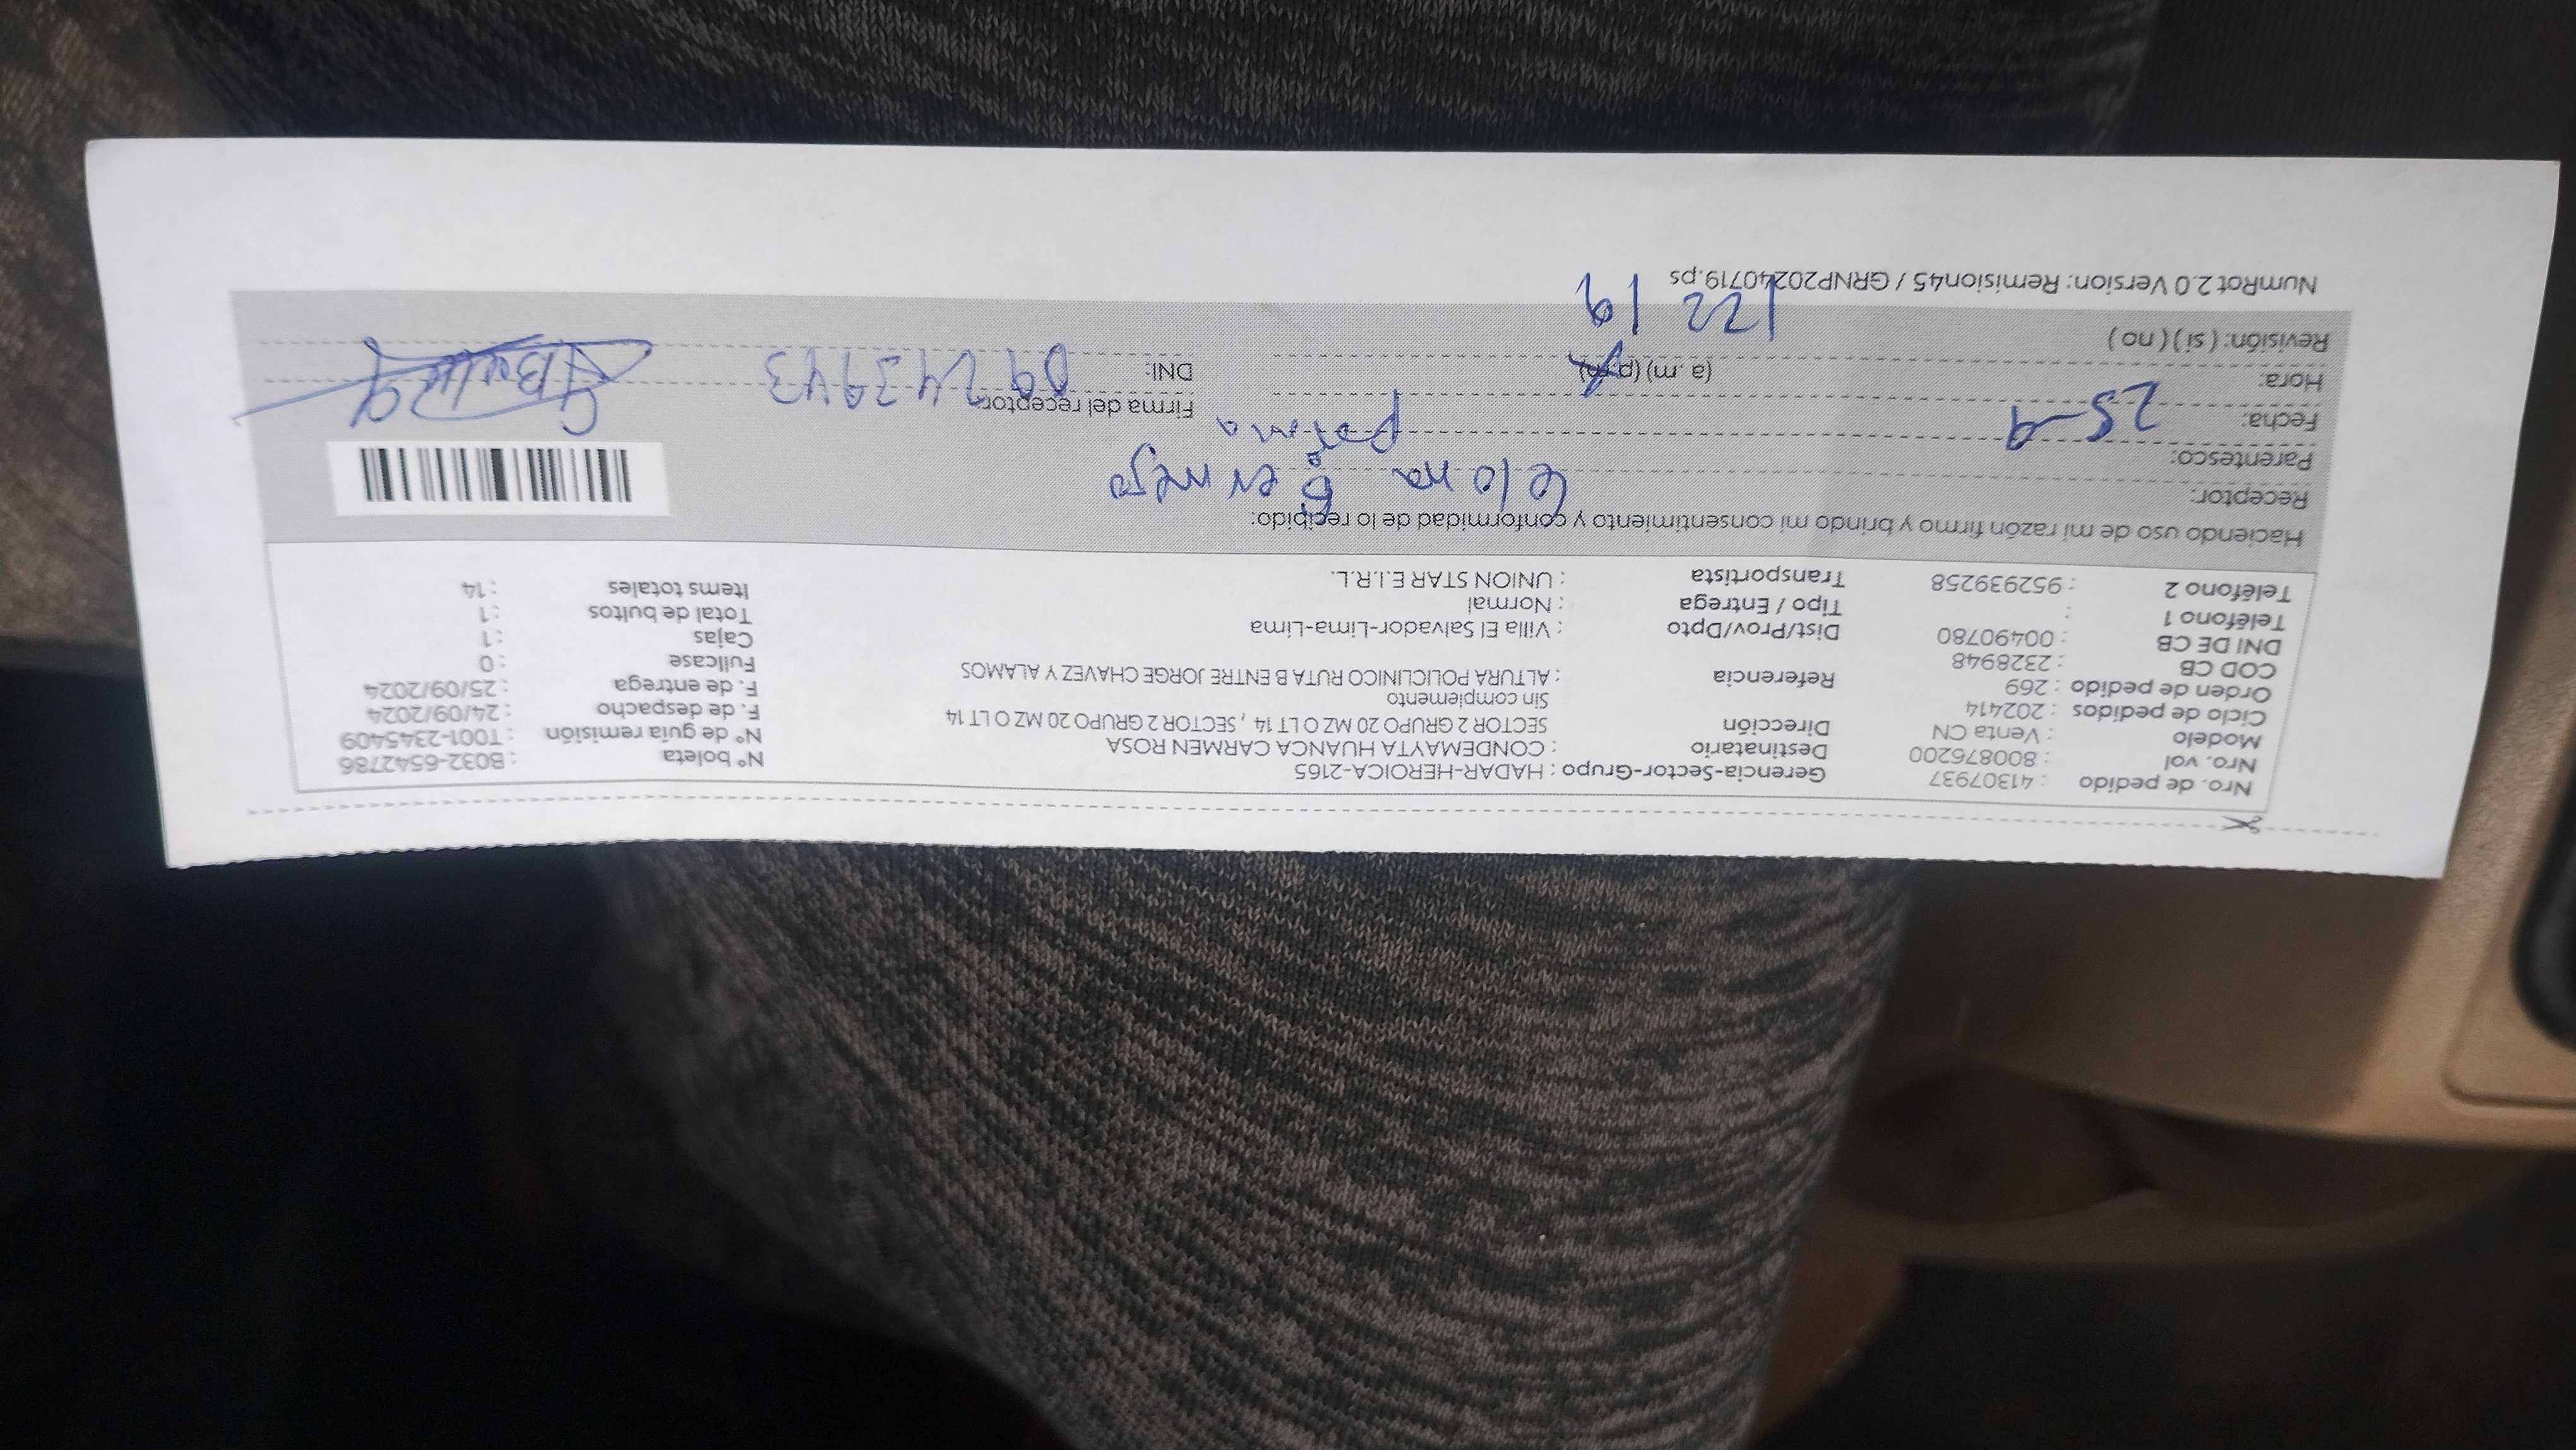 Nro. de pedido : 41307937 Gerencia-Sector-Grupo : HADAR-HEROICA-2165 N° boleta : B032-6542786
Nro. vol : 800876200 Destinatario : CONDEMAYTA HUANCA CARMEN ROSA N° de guía remisión : T001-2345409
Modelo : Venta CN Dirección SECTOR 2 GRUPO 20 MZ O LT 14 , SECTOR 2 GRUPO 20 MZ O LT 14 F. de despacho : 24/09/2024
Ciclo de pedidos : 202414 Sin complemento F. de entrega : 25/09/2024
Orden de pedido : 269 Referencia : ALTURA POLICLINICO RUTA B ENTRE JORGE CHAVEZ Y ALAMOS Fullcase : 0
COD CB : 2328948 Cajas : 1
DNI DE CB : 00490780 Dist/Prov/Dpto : Villa El Salvador-Lima-Lima Total de bultos : 1
Teléfono 1 : Tipo / Entrega : Normal Items totales : 14
Teléfono 2 : 952939258 Transportista : UNION STAR E.I.R.L.
Haciendo uso de mi razón firmo y brindo mi consentimiento y conformidad de lo recibido:
Receptor:
Parentesco:
Fecha: 25-9 Firma del receptor:
Hora: (a.m) (p.m) DNI: 09243943
Revisión: ( si ) ( no )
NumRot 2.0 Version: Remision45 / GRNP20240719.ps